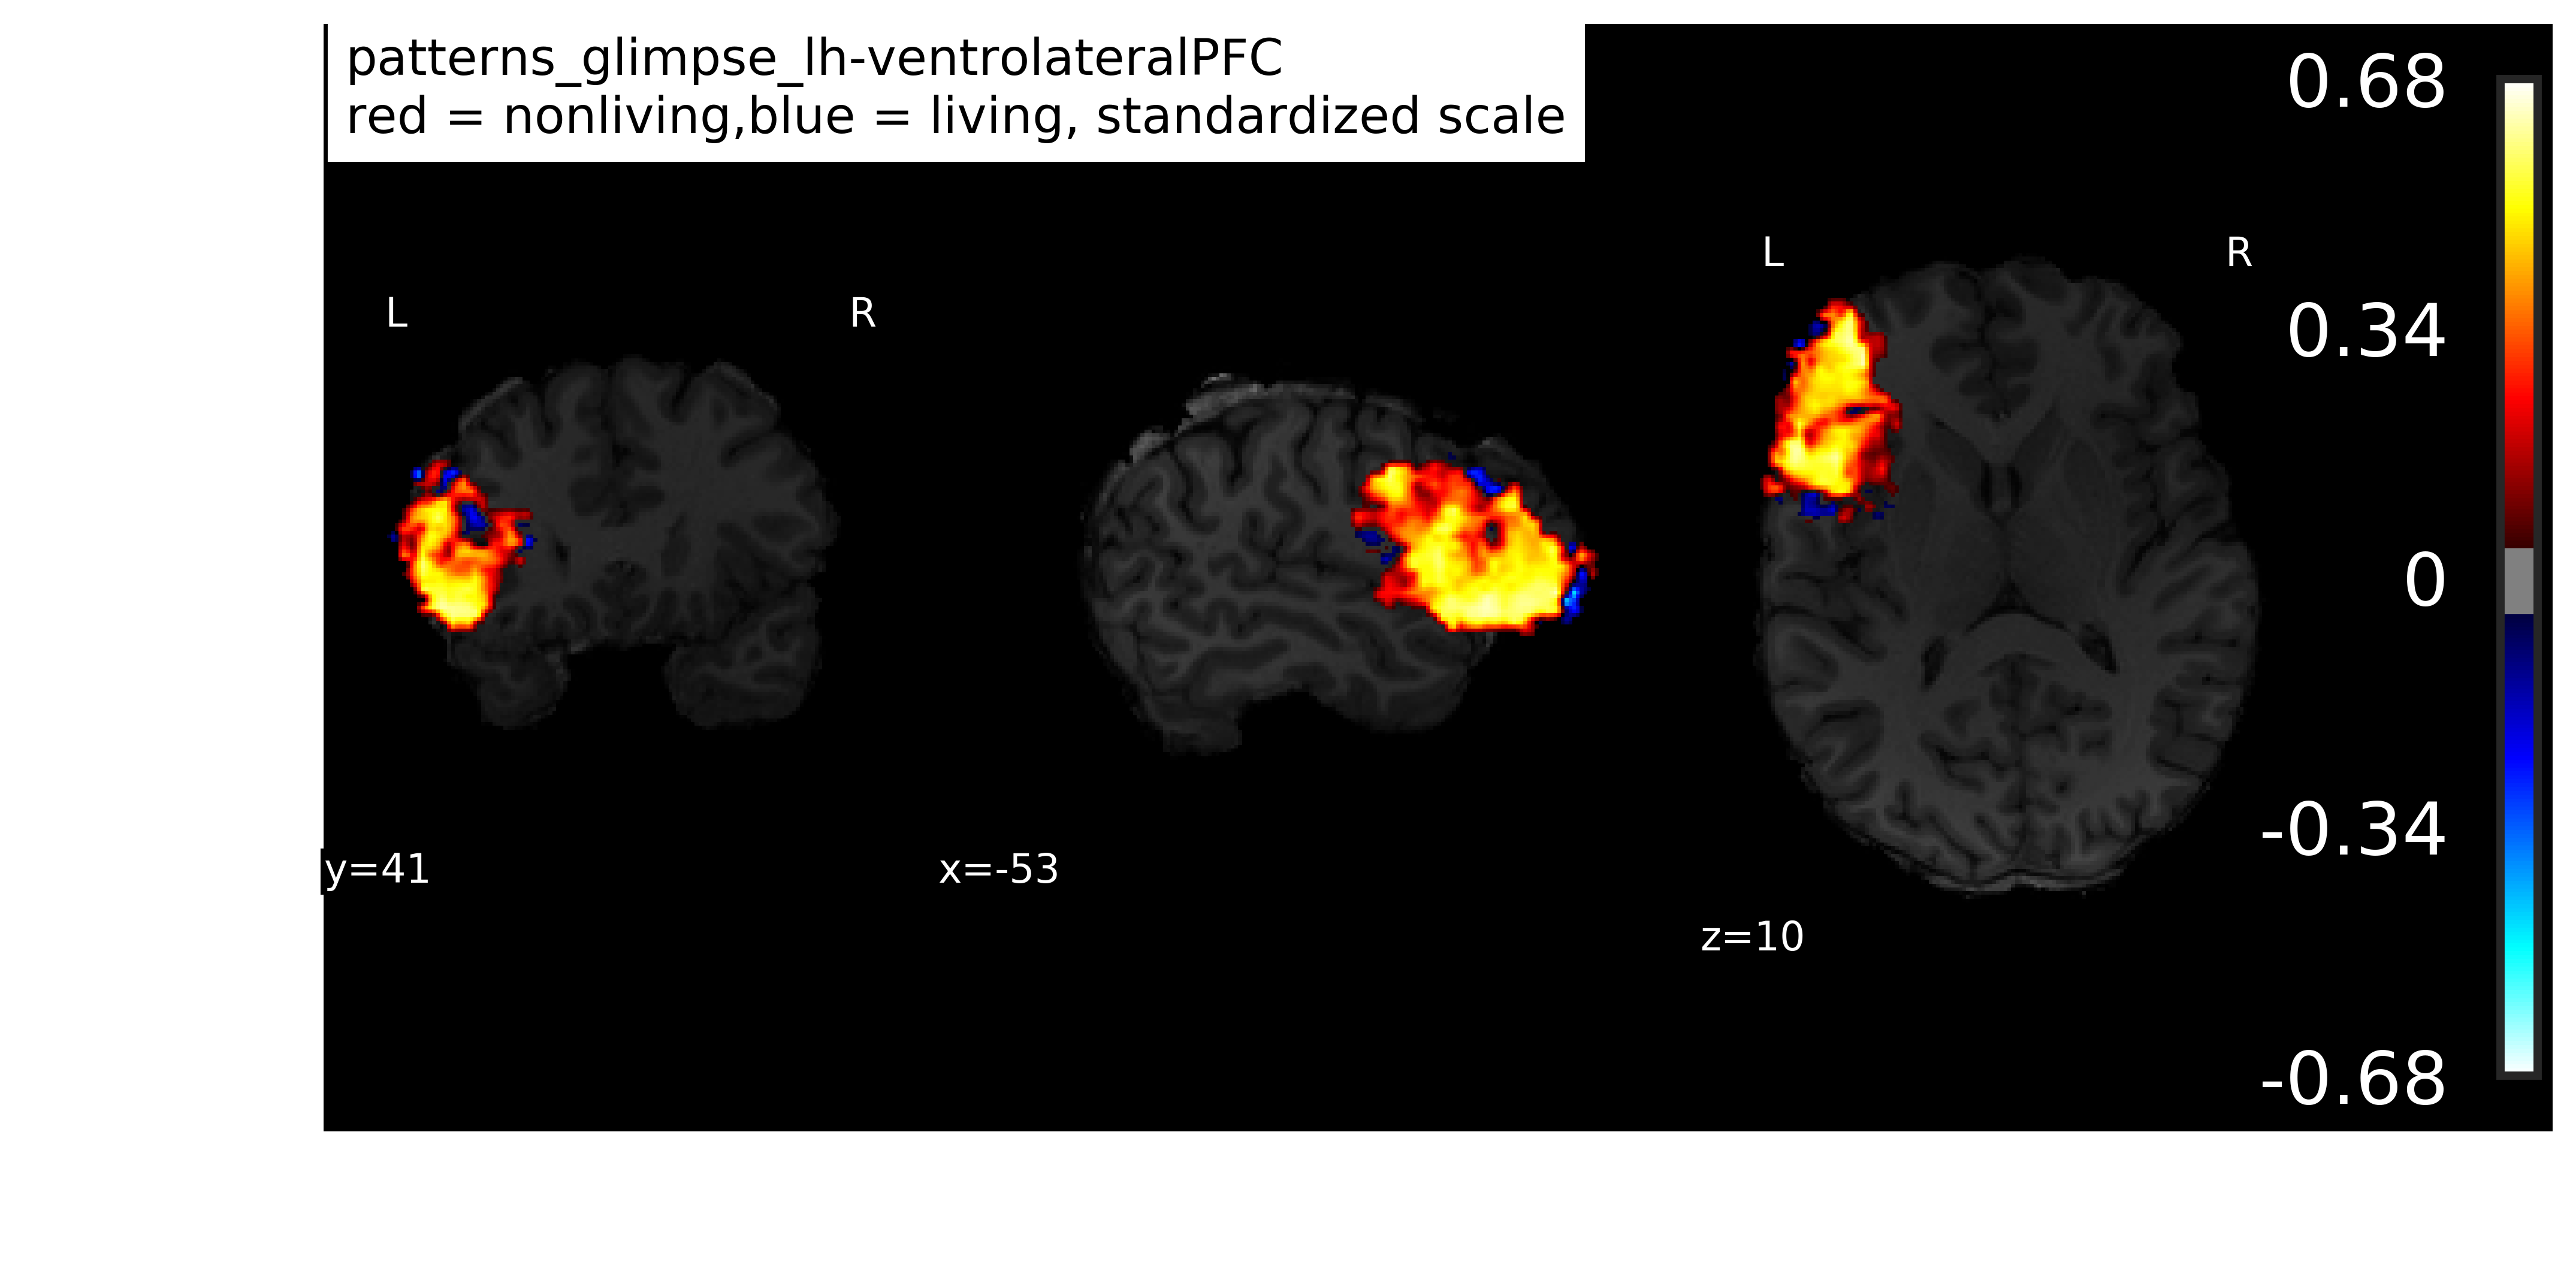 patterns_glimpse_lh-ventrolateralPFC
red = nonliving,blue = living, standardized scale
L R
L R
y=41
x=-53
z=10
0.68
0.34
0
-0.34
-0.68